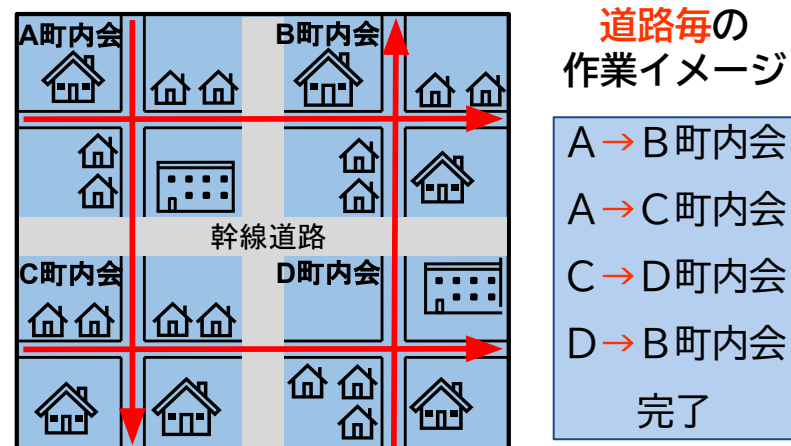 A町内会
B町内会
幹線道路
C町内会
D町内会
道路毎の
作業イメージ
A→B町内会
A→C町内会
C→D町内会
D→B町内会
完了